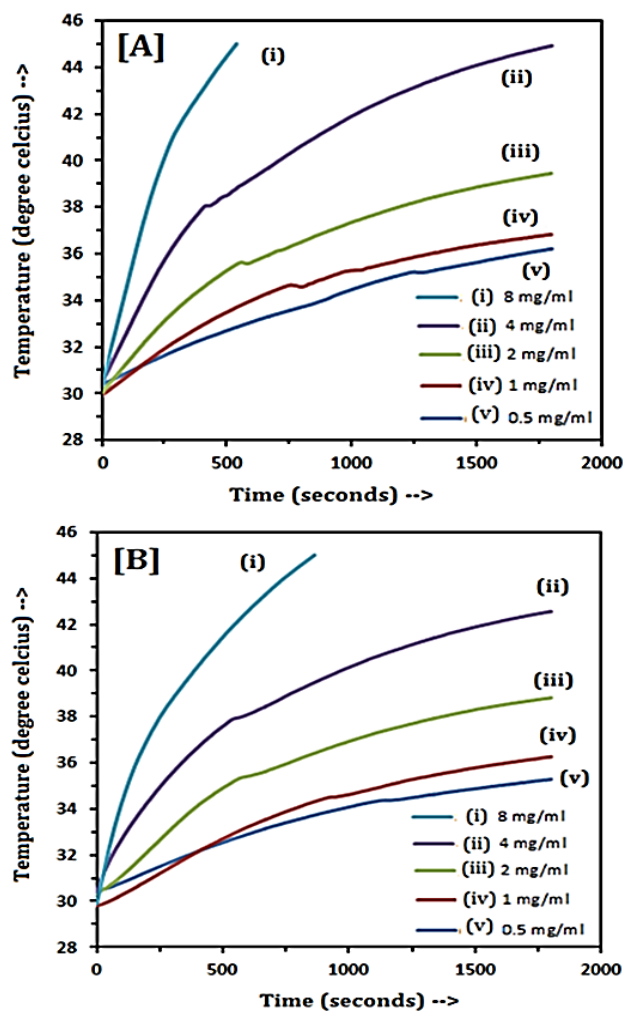 46
[A]
(i)
44
(ii)
42
40
(iii)
38
(iv)
36
(v)
34
(i) 8 mg/ml
32
(ii) 4 mg/ml
(iii) 2 mg/ml
30
(iv) 1 mg/ml
(v) 0.5 mg/ml
28
0 500 1000 1500 2000
Time (seconds) -->
Temperature (degree celcius) -->
46
[B]
(i)
44
(ii)
42
40
(iii)
38
(iv)
36
(v)
34
(i) 8 mg/ml
32
(ii) 4 mg/ml
(iii) 2 mg/ml
30
(iv) 1 mg/ml
(v) 0.5 mg/ml
28
0 500 1000 1500 2000
Time (seconds) -->
Temperature (degree celcius) -->